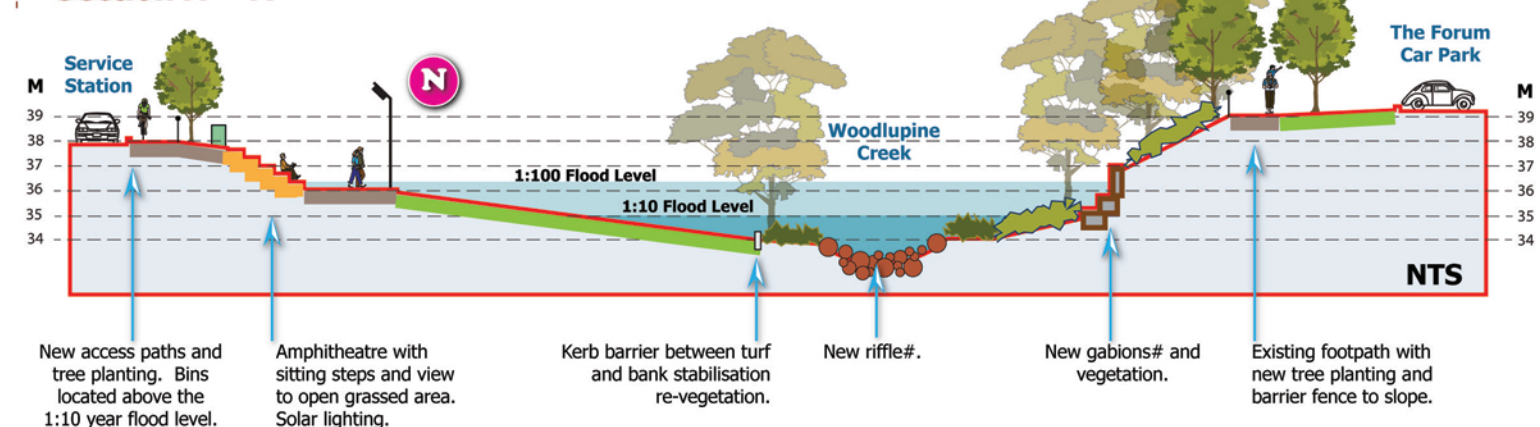 Service
Station
N
The Forum
Car Park
M
M
39
38
37
36
35
34
39
38
37
36
35
34
Woodlupine
Creek
1:100 Flood Level
1:10 Flood Level
NTS
New access paths and
tree planting. Bins
located above the
1:10 year flood level.
Amphitheatre with
sitting steps and view
to open grassed area.
Solar lighting.
Kerb barrier between turf
and bank stabilisation
re-vegetation.
New riffle#.
New gabions# and
vegetation.
Existing footpath with
new tree planting and
barrier fence to slope.